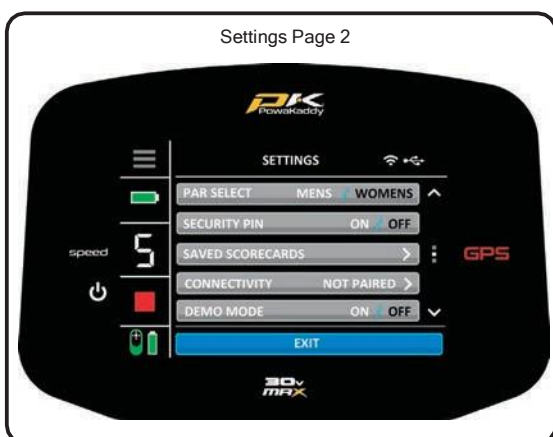 Settings Page 2
PK
PowaKaddy
SETTINGS
PAR SELECT MENS / WOMENS
SECURITY PIN ON / OFF
speed 5 SAVED SCORECARDS > GPS
CONNECTIVITY NOT PAIRED >
DEMO MODE ON / OFF
EXIT
30v
MAX